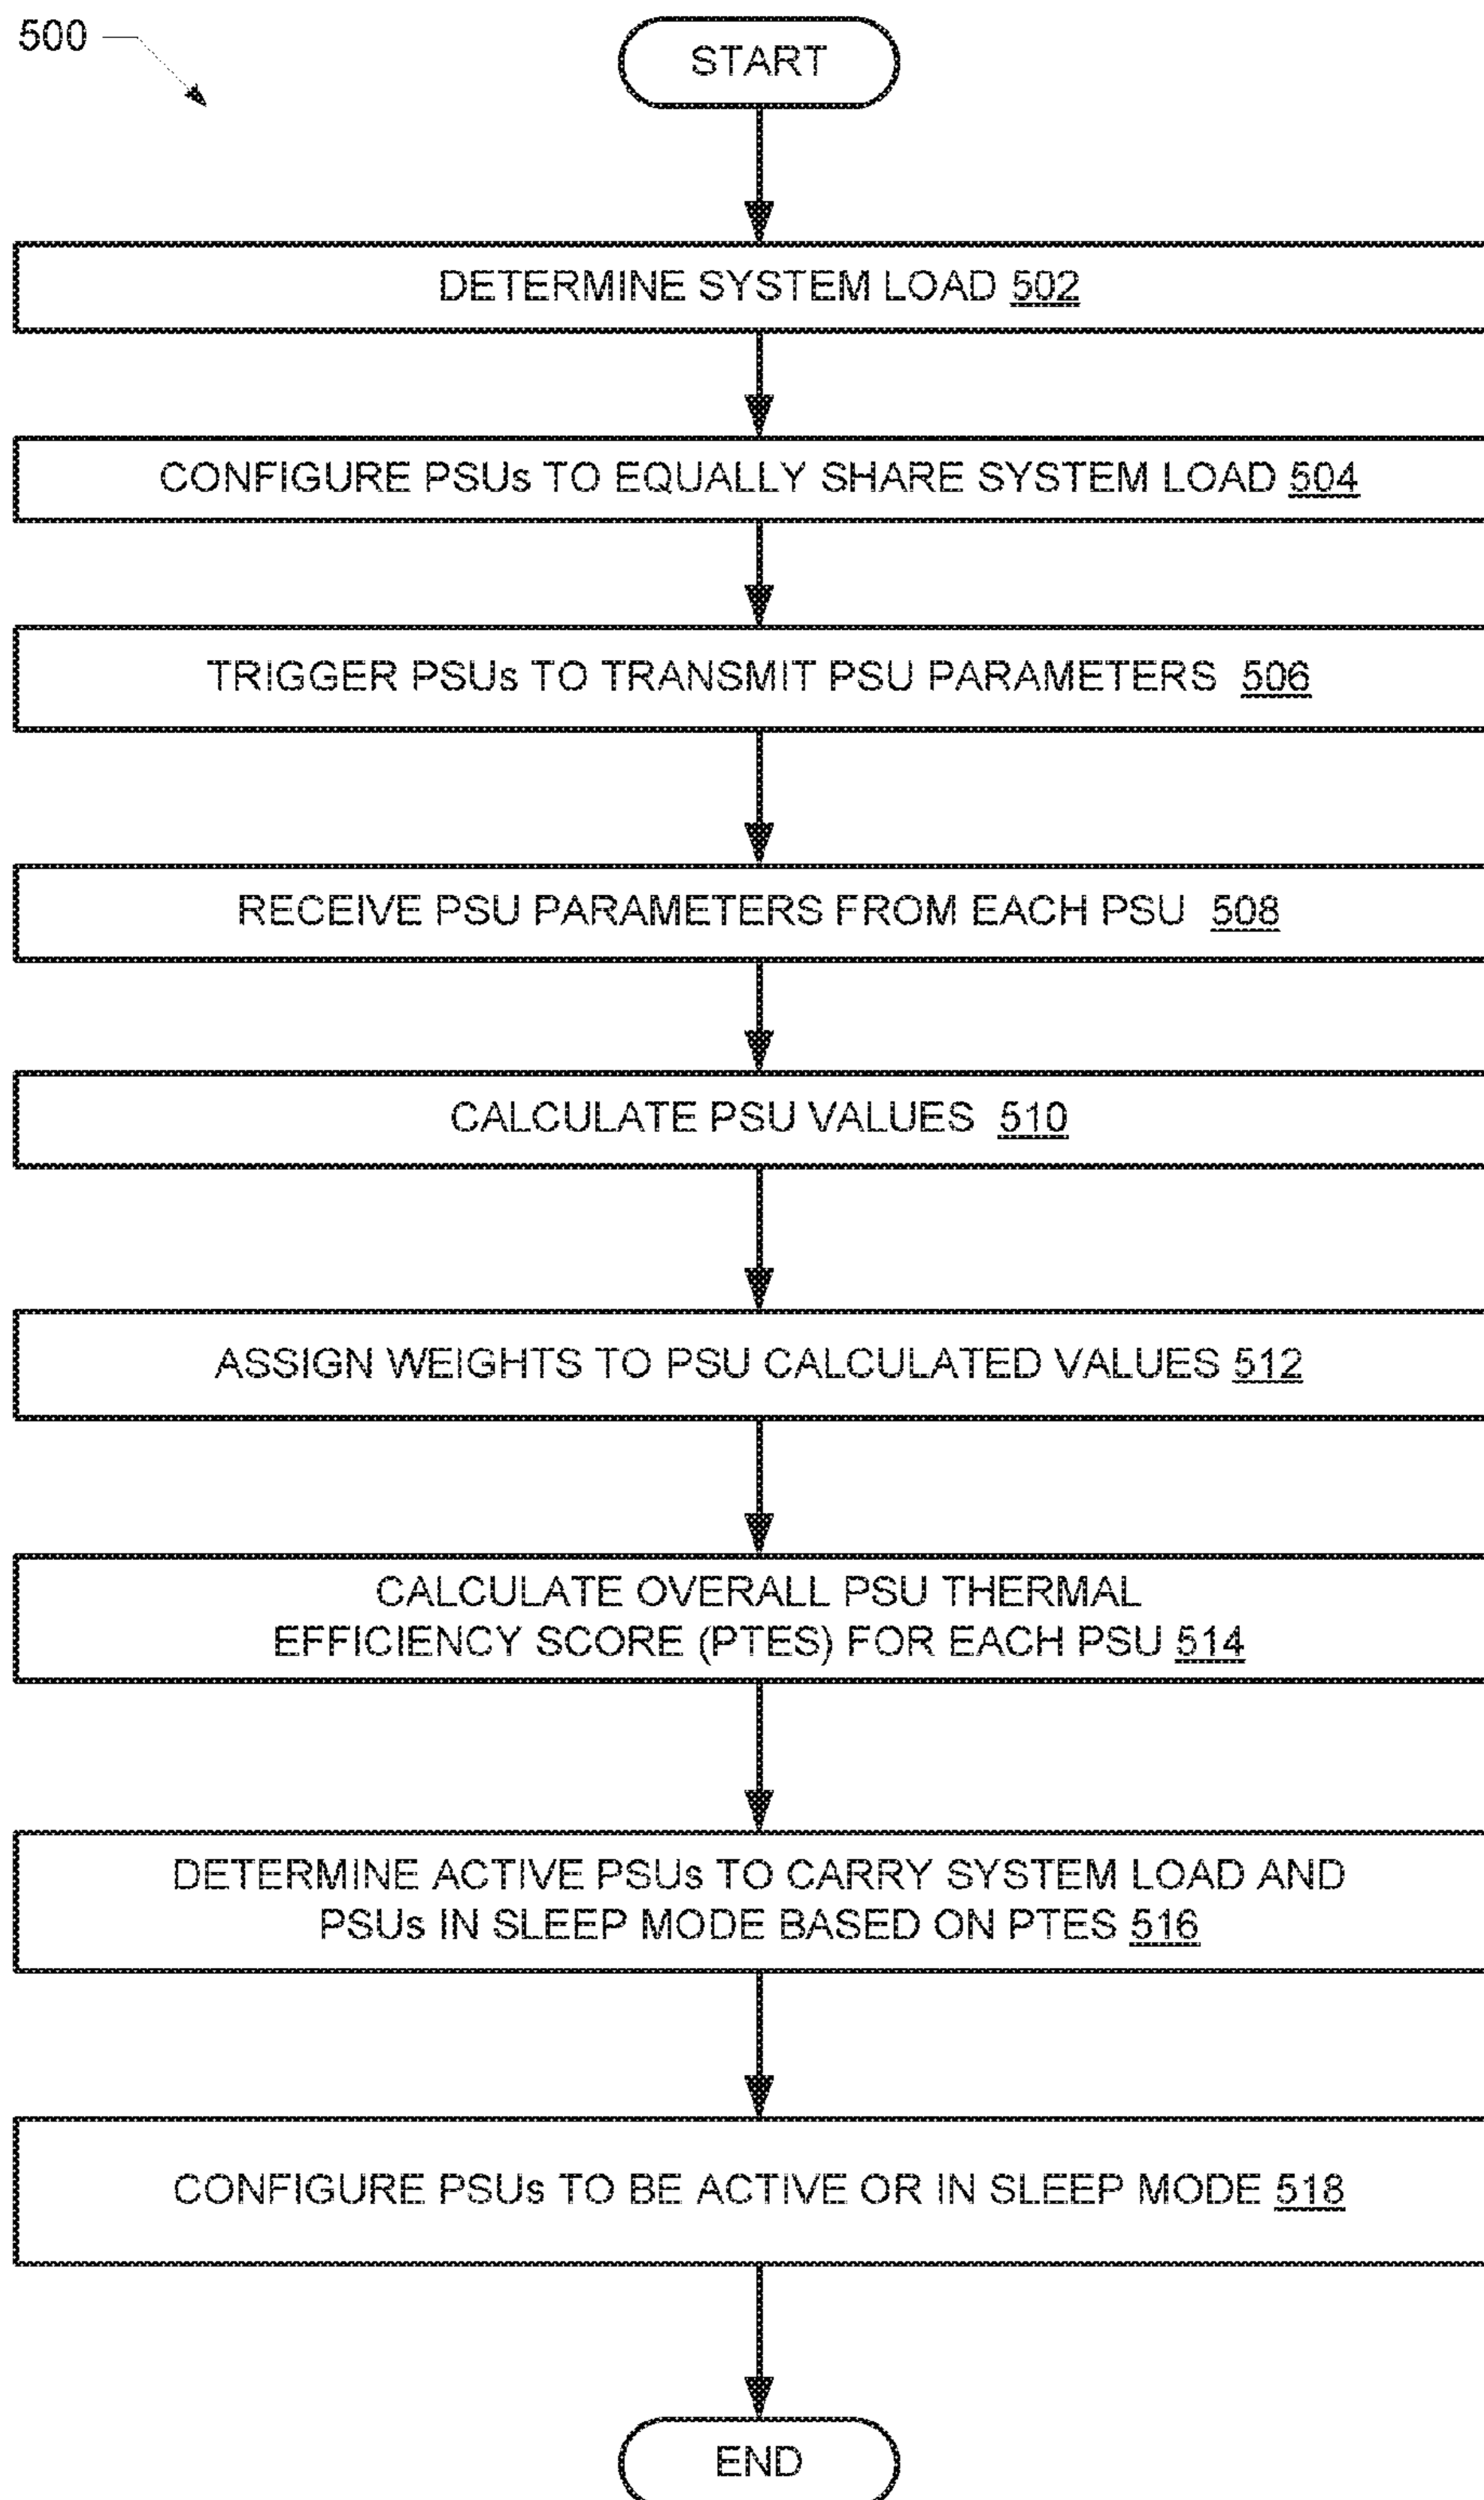 500
START
DETERMINE SYSTEM LOAD 502
CONFIGURE PSUs TO EQUALLY SHARE SYSTEM LOAD 504
TRIGGER PSUs TO TRANSMIT PSU PARAMETERS 506
RECEIVE PSU PARAMETERS FROM EACH PSU 508
CALCULATE PSU VALUES 510
ASSIGN WEIGHTS TO PSU CALCULATED VALUES 512
CALCULATE OVERALL PSU THERMAL
EFFICIENCY SCORE (PTES) FOR EACH PSU 514
DETERMINE ACTIVE PSUs TO CARRY SYSTEM LOAD AND
PSUs IN SLEEP MODE BASED ON PTES 516
CONFIGURE PSUs TO BE ACTIVE OR IN SLEEP MODE 518
END